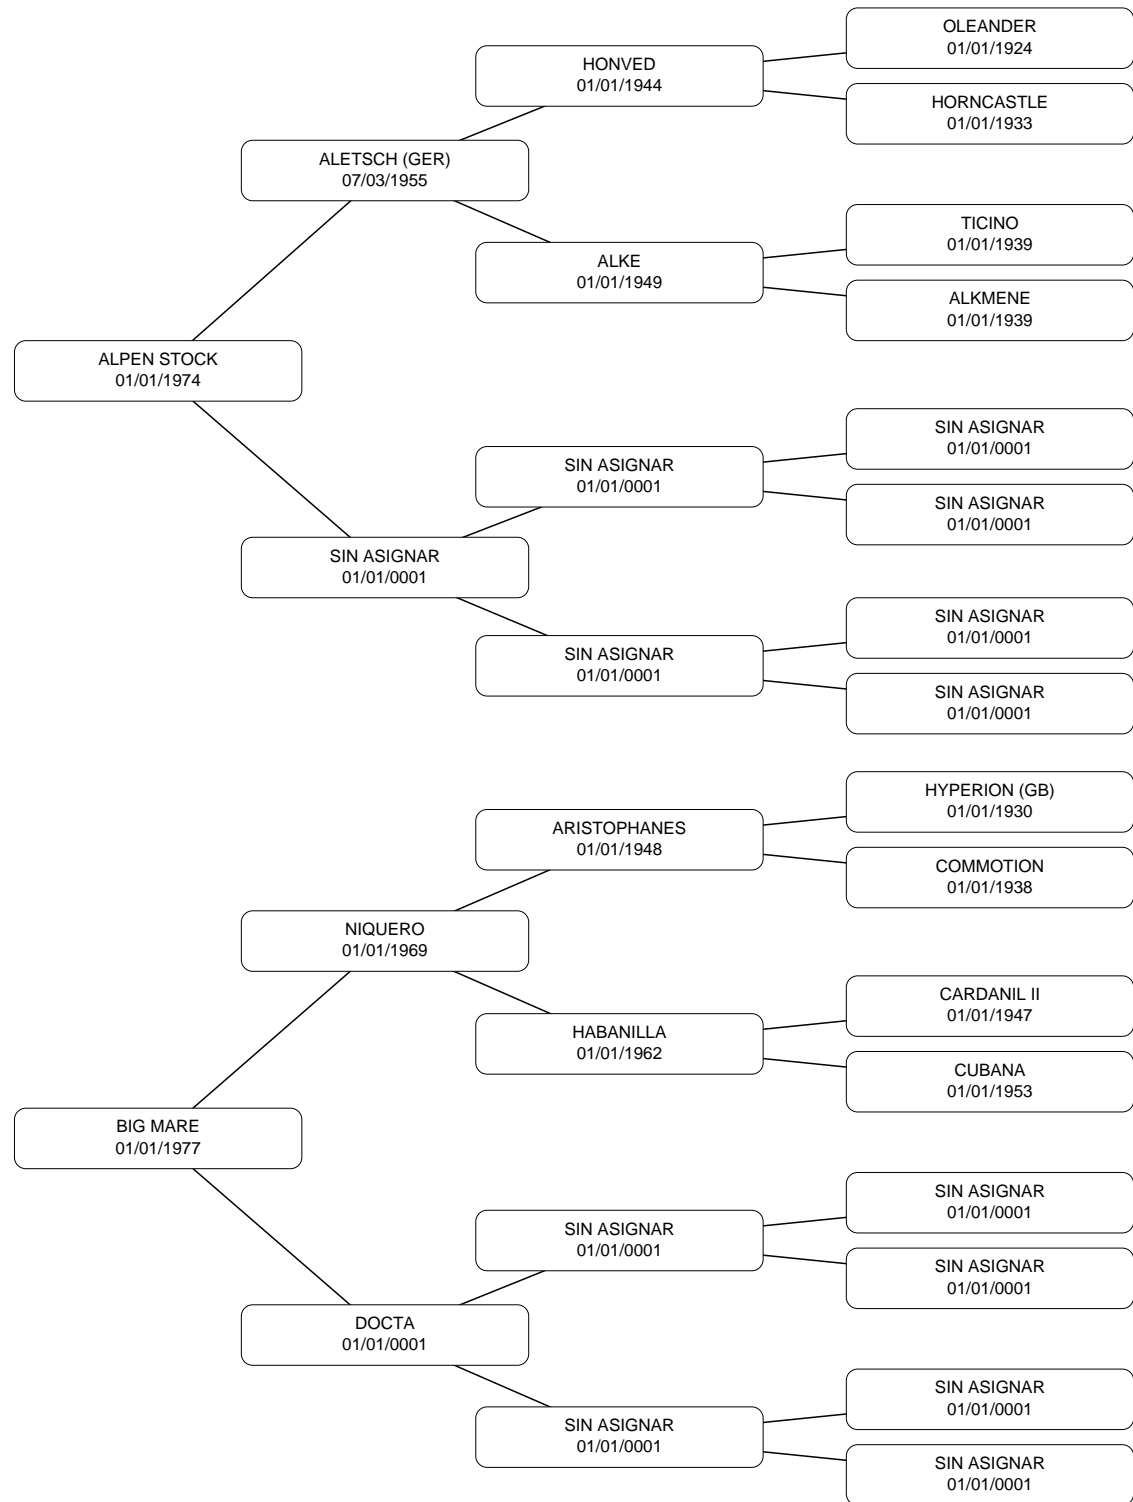 OLEANDER
01/01/1924
HONVED
01/01/1944
HORNCASTLE
01/01/1933
ALETSCH (GER)
07/03/1955
TICINO
01/01/1939
ALKE
01/01/1949
ALKMENE
01/01/1939
ALPEN STOCK
01/01/1974
SIN ASIGNAR
01/01/0001
SIN ASIGNAR
01/01/0001
SIN ASIGNAR
01/01/0001
SIN ASIGNAR
01/01/0001
SIN ASIGNAR
01/01/0001
SIN ASIGNAR
01/01/0001
SIN ASIGNAR
01/01/0001
HYPERION (GB)
01/01/1930
ARISTOPHANES
01/01/1948
COMMOTION
01/01/1938
NIQUERO
01/01/1969
CARDANIL II
01/01/1947
HABANILLA
01/01/1962
CUBANA
01/01/1953
BIG MARE
01/01/1977
SIN ASIGNAR
01/01/0001
SIN ASIGNAR
01/01/0001
SIN ASIGNAR
01/01/0001
DOCTA
01/01/0001
SIN ASIGNAR
01/01/0001
SIN ASIGNAR
01/01/0001
SIN ASIGNAR
01/01/0001